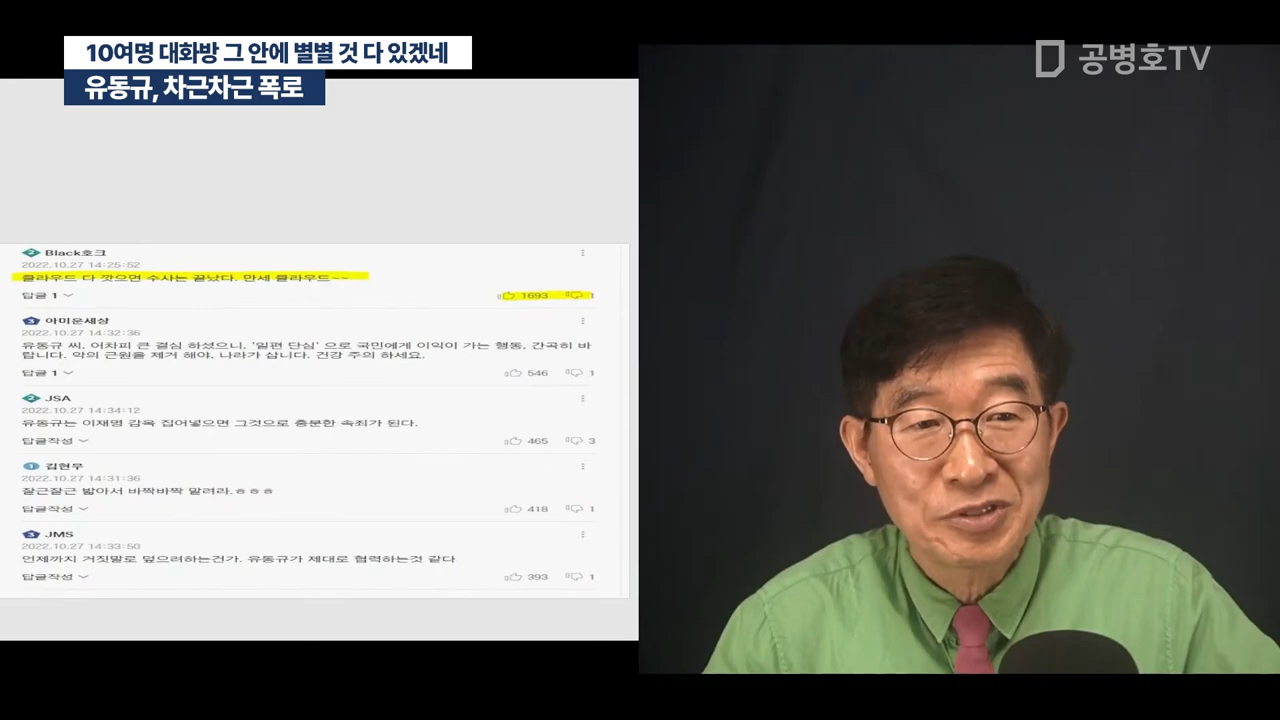 10여명 대화방 그 안에 별별 것 다 있겠네
유동규, 차근차근 폭로
공병호TV
2 Black호크
2022.10.27 14:25:52
클라우드 다 깟으면 수사는 끝났다. 만세 클라우드~~
답글 1
1693 1
3 아미운세상
2022.10.27 14:32:36
유동규 씨, 어차피 큰 결심 하셨으니, '일편 단심' 으로 국민에게 이익이 가는 행동, 간곡히 바
랍니다. 악의 근원을 제거 해야, 나라가 삽니다. 건강 주의 하세요.
답글 1
546 1
2 JSA
2022.10.27 14:34:12
유동규는 이재명 감옥 집어넣으면 그것으로 충분한 속죄가 된다.
답글작성
465 3
1 김현우
2022.10.27 14:31:36
잘근잘근 밟아서 바짝바짝 말려라.ㅎㅎㅎ
답글작성
418 1
3 JMS
2022.10.27 14:33:50
언제까지 거짓말로 덮으려하는건가. 유동규가 제대로 협력하는것 같다
답글작성
393 1